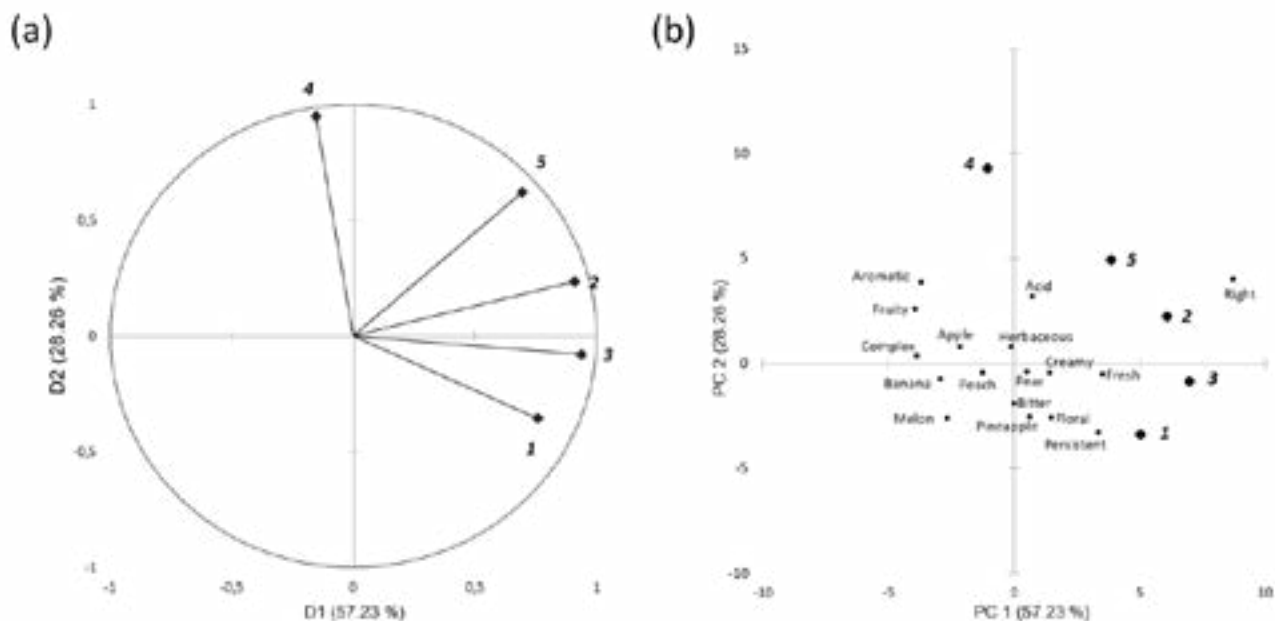 (a)
4
1
5
0,5
2
D2 (28.26 %)
0
3
-0,5
1
-1
-1
-0,5
0
0,5
1
D1 (57.23 %)
(b)
15
10
4
5
5
Aromatic
Acid
Right
Fruity
2
Apple
Herbaceous
Complex
PC 2 (28.26 %)
0
Creamy
Banana
Peach
Pear
Fresh
3
Bitter
Melon
Pineapple
Floral
Persistent
1
-5
-10
-10
-5
0
5
10
PC 1 (57.23 %)